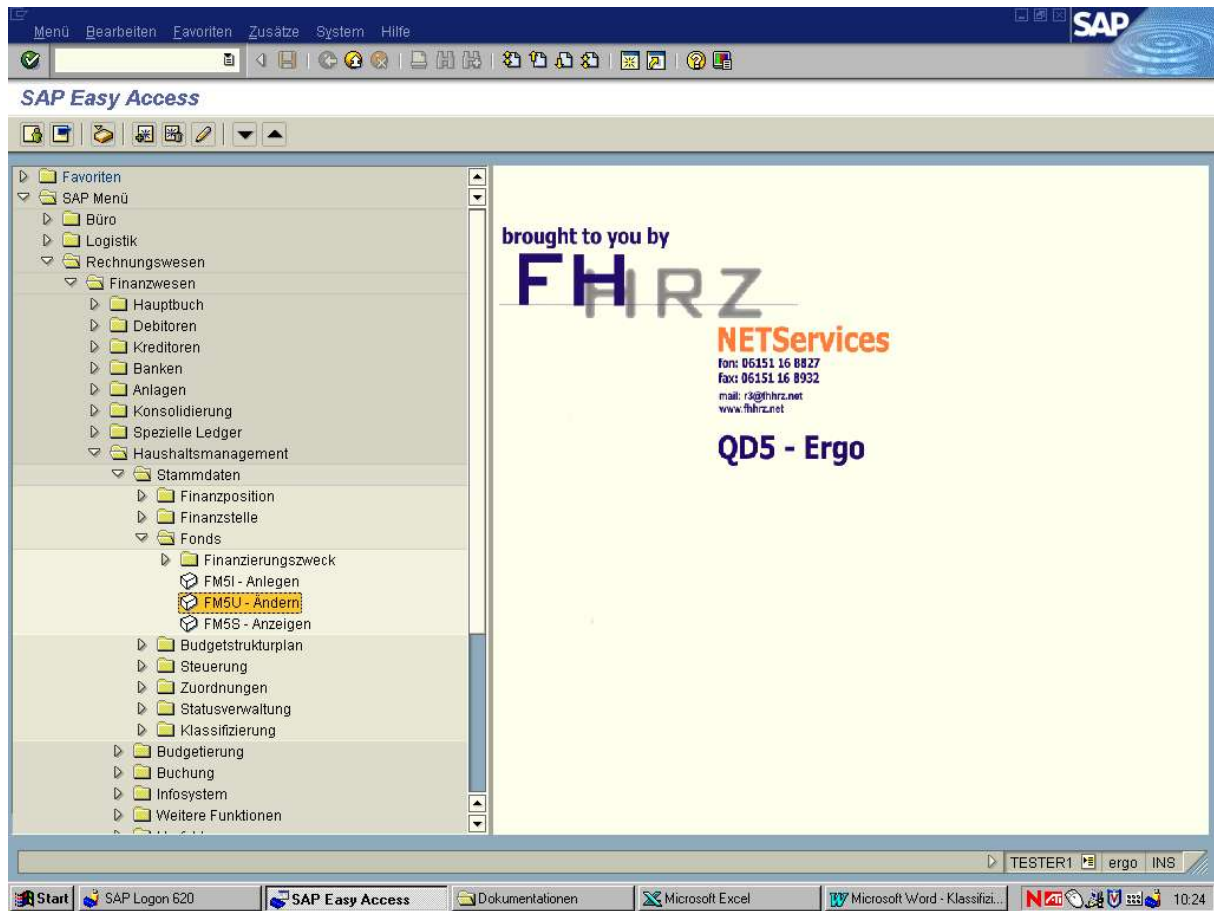 Menü Bearbeiten Favoriten Zusätze System Hilfe
SAP
SAP Easy Access
Favoriten
SAP Menü
Büro
Logistik
Rechnungswesen
Finanzwesen
Hauptbuch
Debitoren
Kreditoren
Banken
Anlagen
Konsolidierung
Spezielle Ledger
Haushaltsmanagement
Stammdaten
Finanzposition
Finanzstelle
Fonds
Finanzierungszweck
FM5I - Anlegen
FM5U - Ändern
FM5S - Anzeigen
Budgetstrukturplan
Steuerung
Zuordnungen
Statusverwaltung
Klassifizierung
Budgetierung
Buchung
Infosystem
Weitere Funktionen
brought to you by
FHHRZ
NETServices
fon: 06151 16 8827
fax: 06151 16 8932
mail: r3@fhhrz.net
www.fhhrz.net
QD5 - Ergo
TESTER1 ergo INS
Start SAP Logon 620 SAP Easy Access Dokumentationen Microsoft Excel Microsoft Word - Klassifizi... 10:24